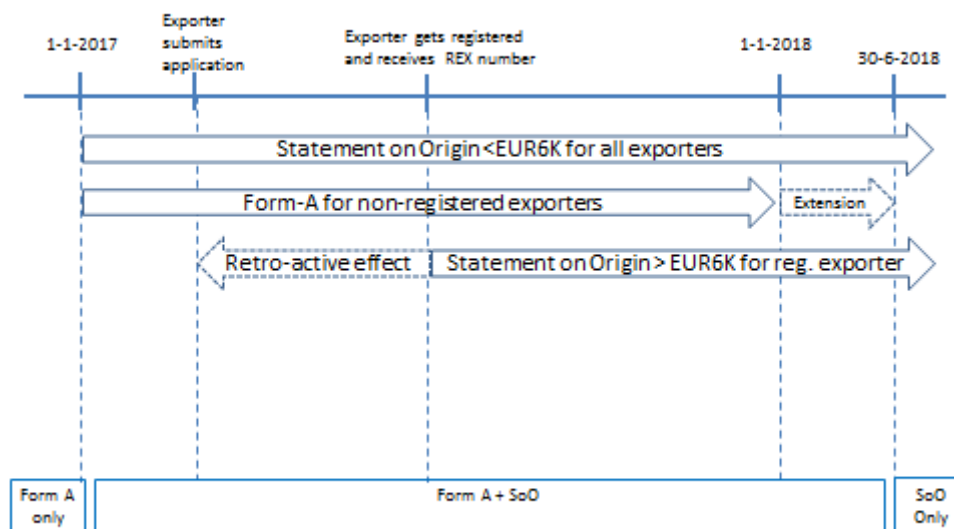 1-1-2017
Exporter
submits
application
Exporter gets registered
and receives REX number
1-1-2018
30-6-2018
Statement on Origin <EUR6K for all exporters
Form-A for non-registered exporters
Extension
Retro-active effect
Statement on Origin > EUR6K for reg. exporter
Form A
only
Form A + SoO
SoO
Only